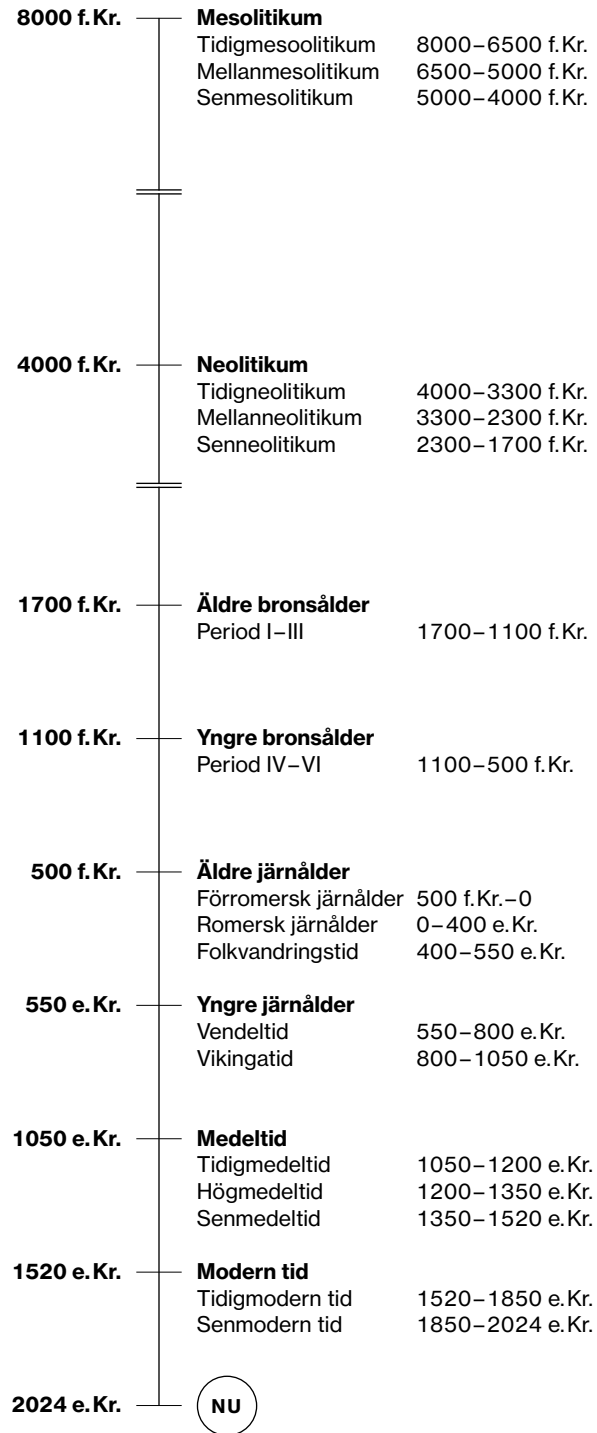 8000 f.Kr. Mesolitikum
Tidigmesoolitikum 8000–6500 f.Kr.
Mellanmesolitikum 6500–5000 f.Kr.
Senmesolitikum 5000–4000 f.Kr.
4000 f.Kr. Neolitikum
Tidigneolitikum 4000–3300 f.Kr.
Mellanneolitikum 3300–2300 f.Kr.
Senneolitikum 2300–1700 f.Kr.
1700 f.Kr. Äldre bronsålder
Period I–III 1700–1100 f.Kr.
1100 f.Kr. Yngre bronsålder
Period IV–VI 1100–500 f.Kr.
500 f.Kr. Äldre järnålder
Förromersk järnålder 500 f.Kr.–0
Romersk järnålder 0–400 e.Kr.
Folkvandringstid 400–550 e.Kr.
550 e.Kr. Yngre järnålder
Vendeltid 550–800 e.Kr.
Vikingatid 800–1050 e.Kr.
1050 e.Kr. Medeltid
Tidigmedeltid 1050–1200 e.Kr.
Högmedeltid 1200–1350 e.Kr.
Senmedeltid 1350–1520 e.Kr.
1520 e.Kr. Modern tid
Tidigmodern tid 1520–1850 e.Kr.
Senmodern tid 1850–2024 e.Kr.
2024 e.Kr. NU